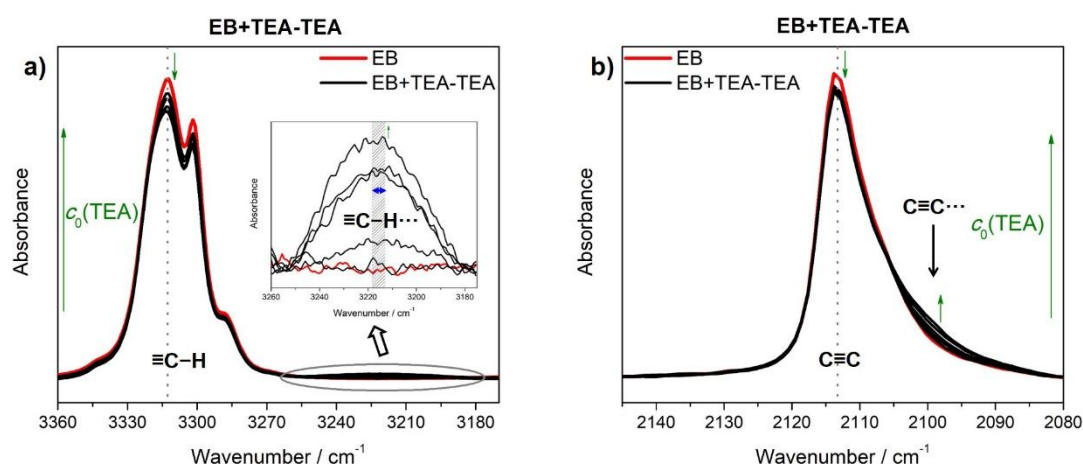 EB+TEA-TEA
a)
EB
EB+TEA-TEA
c₀(TEA)
Absorbance
Absorbance
≡C–H···
3260 3240 3220 3200 3180
Wavenumber / cm⁻¹
≡C–H
3360 3330 3300 3270 3240 3210 3180
Wavenumber / cm⁻¹
EB+TEA-TEA
b)
EB
EB+TEA-TEA
Absorbance
C≡C···
c₀(TEA)
C≡C
2140 2130 2120 2110 2100 2090 2080
Wavenumber / cm⁻¹